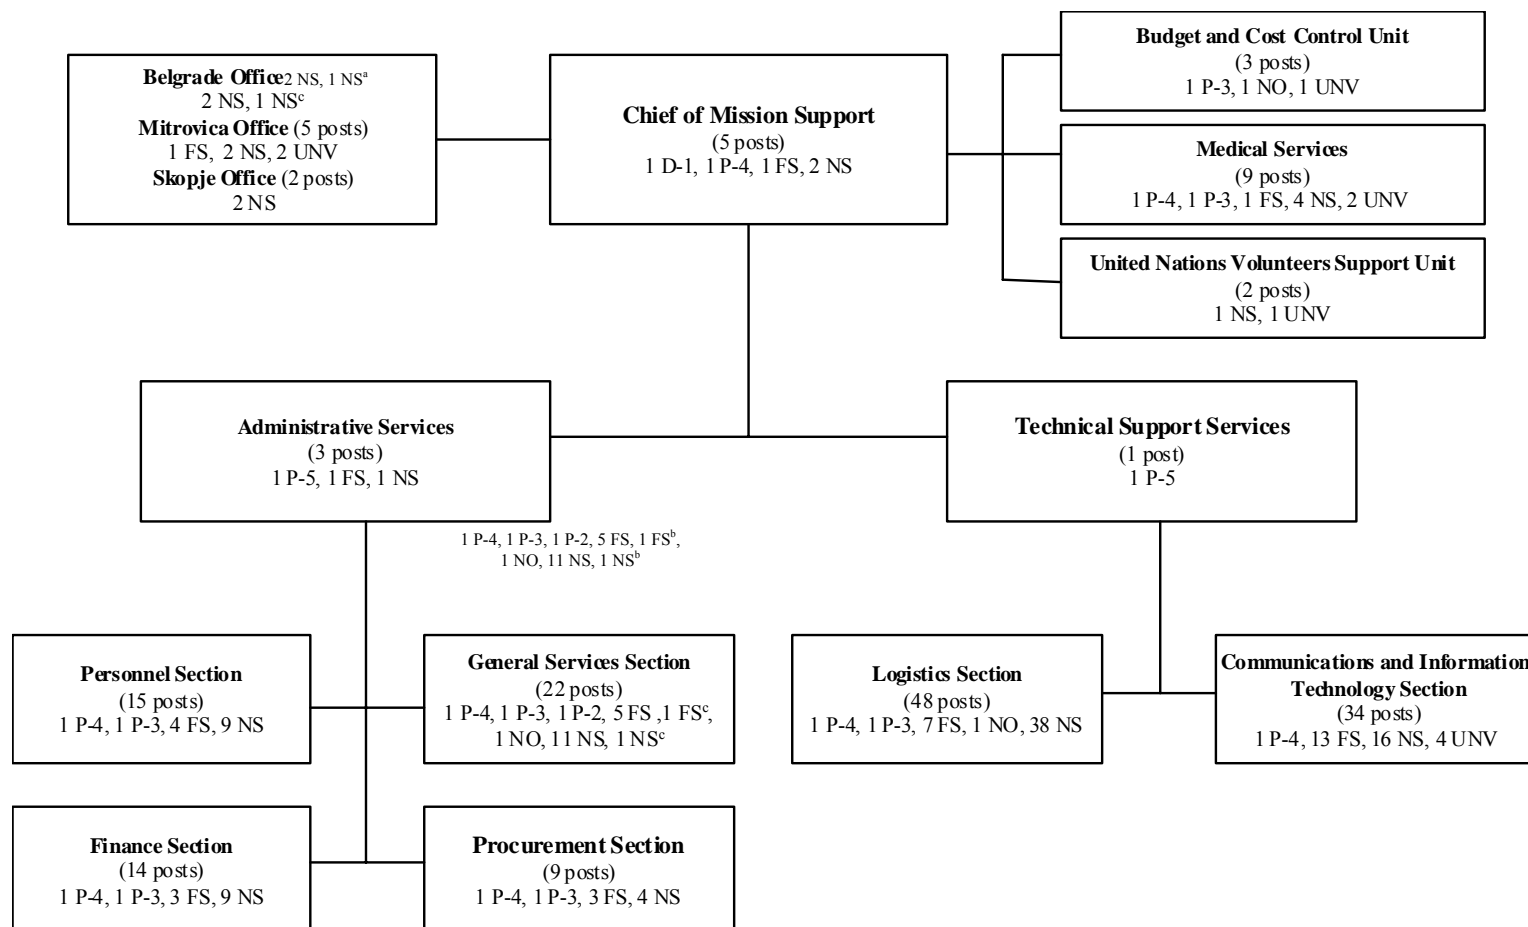 Belgrade Office2 NS, 1 NSᵃ
2 NS, 1 NSᶜ
Mitrovica Office (5 posts)
1 FS, 2 NS, 2 UNV
Skopje Office (2 posts)
2 NS
Chief of Mission Support
(5 posts)
1 D-1, 1 P-4, 1 FS, 2 NS
Budget and Cost Control Unit
(3 posts)
1 P-3, 1 NO, 1 UNV
Medical Services
(9 posts)
1 P-4, 1 P-3, 1 FS, 4 NS, 2 UNV
United Nations Volunteers Support Unit
(2 posts)
1 NS, 1 UNV
Administrative Services
(3 posts)
1 P-5, 1 FS, 1 NS
Technical Support Services
(1 post)
1 P-5
1 P-4, 1 P-3, 1 P-2, 5 FS, 1 FSᵇ,
1 NO, 11 NS, 1 NSᵇ
Personnel Section
(15 posts)
1 P-4, 1 P-3, 4 FS, 9 NS
General Services Section
(22 posts)
1 P-4, 1 P-3, 1 P-2, 5 FS ,1 FSᶜ,
1 NO, 11 NS, 1 NSᶜ
Logistics Section
(48 posts)
1 P-4, 1 P-3, 7 FS, 1 NO, 38 NS
Communications and Information
Technology Section
(34 posts)
1 P-4, 13 FS, 16 NS, 4 UNV
Finance Section
(14 posts)
1 P-4, 1 P-3, 3 FS, 9 NS
Procurement Section
(9 posts)
1 P-4, 1 P-3, 3 FS, 4 NS